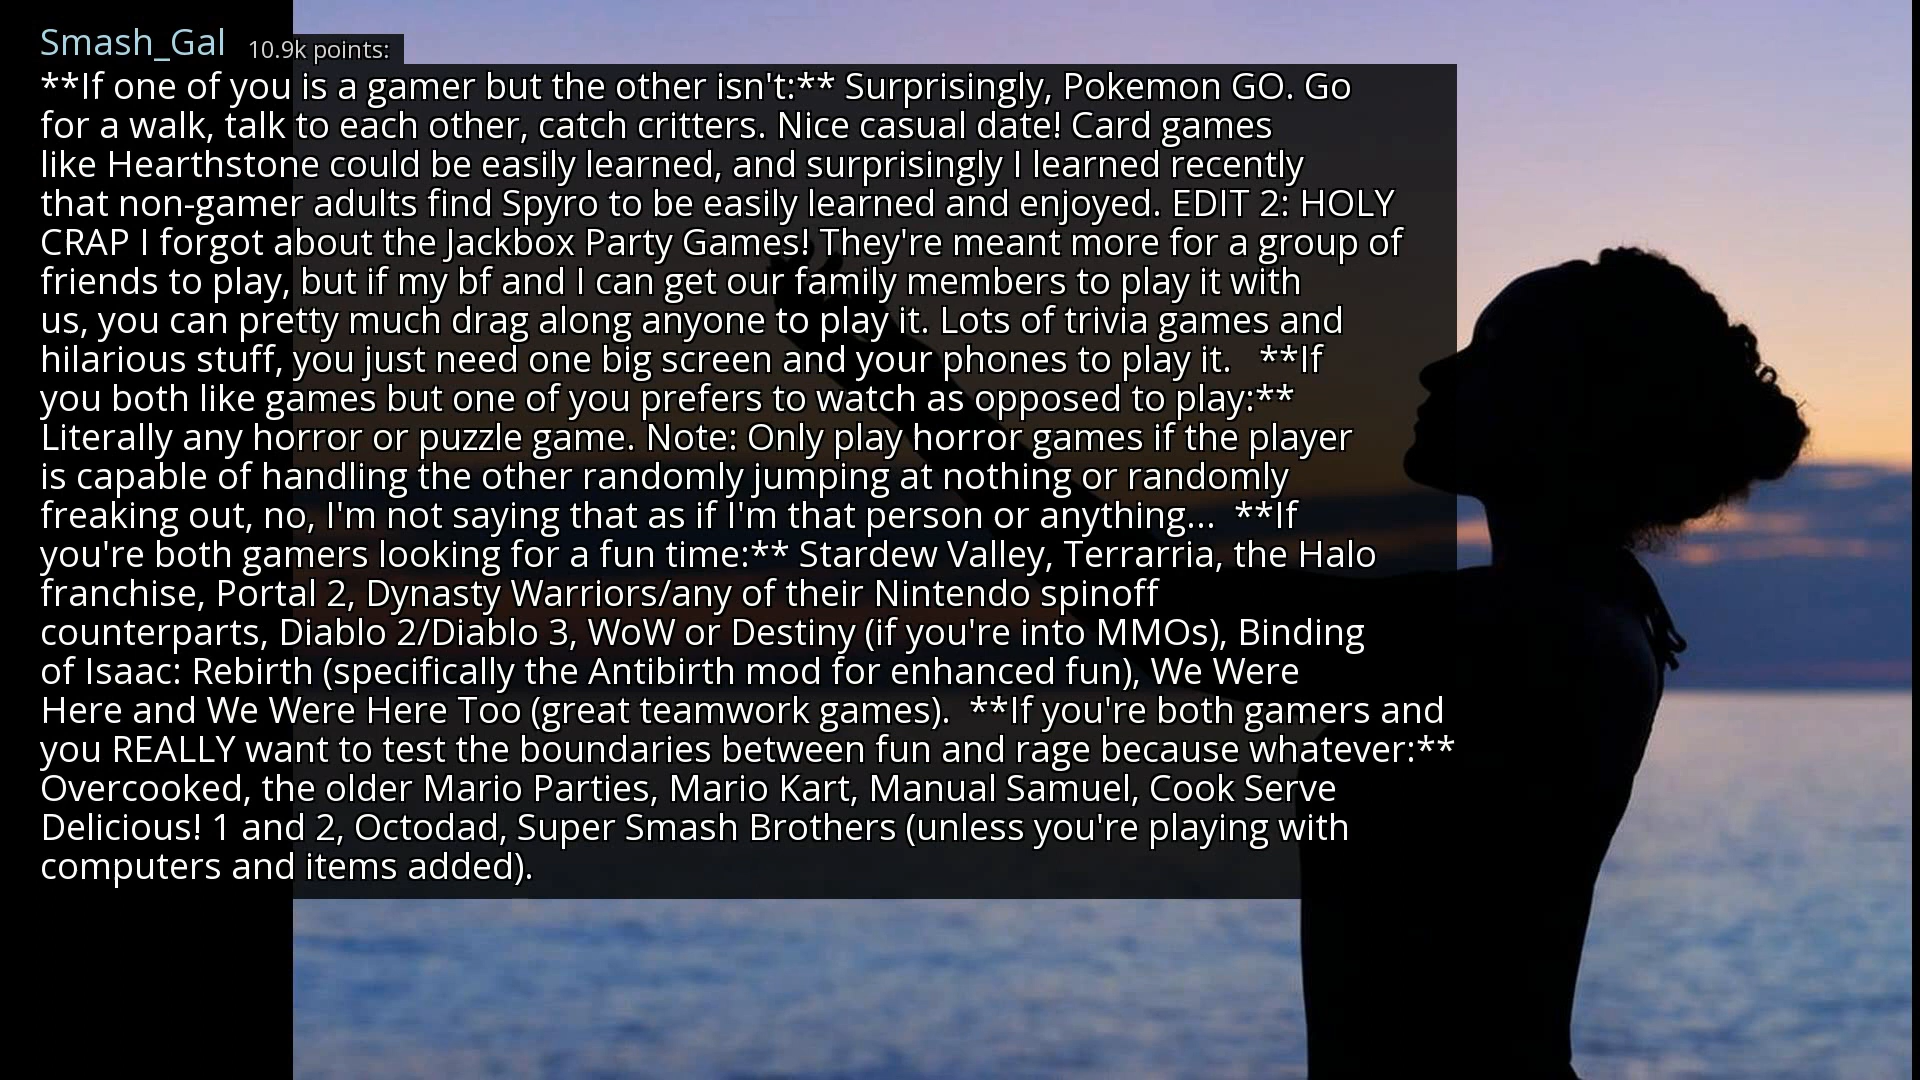 Smash_Gal 10.9k points:
**If one of you is a gamer but the other isn't:** Surprisingly, Pokemon GO. Go
for a walk, talk to each other, catch critters. Nice casual date! Card games
like Hearthstone could be easily learned, and surprisingly I learned recently
that non-gamer adults find Spyro to be easily learned and enjoyed. EDIT 2: HOLY
CRAP I forgot about the Jackbox Party Games! They're meant more for a group of
friends to play, but if my bf and I can get our family members to play it with
us, you can pretty much drag along anyone to play it. Lots of trivia games and
hilarious stuff, you just need one big screen and your phones to play it.   **If
you both like games but one of you prefers to watch as opposed to play:**
Literally any horror or puzzle game. Note: Only play horror games if the player
is capable of handling the other randomly jumping at nothing or randomly
freaking out, no, I'm not saying that as if I'm that person or anything...  **If
you're both gamers looking for a fun time:** Stardew Valley, Terrarria, the Halo
franchise, Portal 2, Dynasty Warriors/any of their Nintendo spinoff
counterparts, Diablo 2/Diablo 3, WoW or Destiny (if you're into MMOs), Binding
of Isaac: Rebirth (specifically the Antibirth mod for enhanced fun), We Were
Here and We Were Here Too (great teamwork games).  **If you're both gamers and
you REALLY want to test the boundaries between fun and rage because whatever:**
Overcooked, the older Mario Parties, Mario Kart, Manual Samuel, Cook Serve
Delicious! 1 and 2, Octodad, Super Smash Brothers (unless you're playing with
computers and items added).